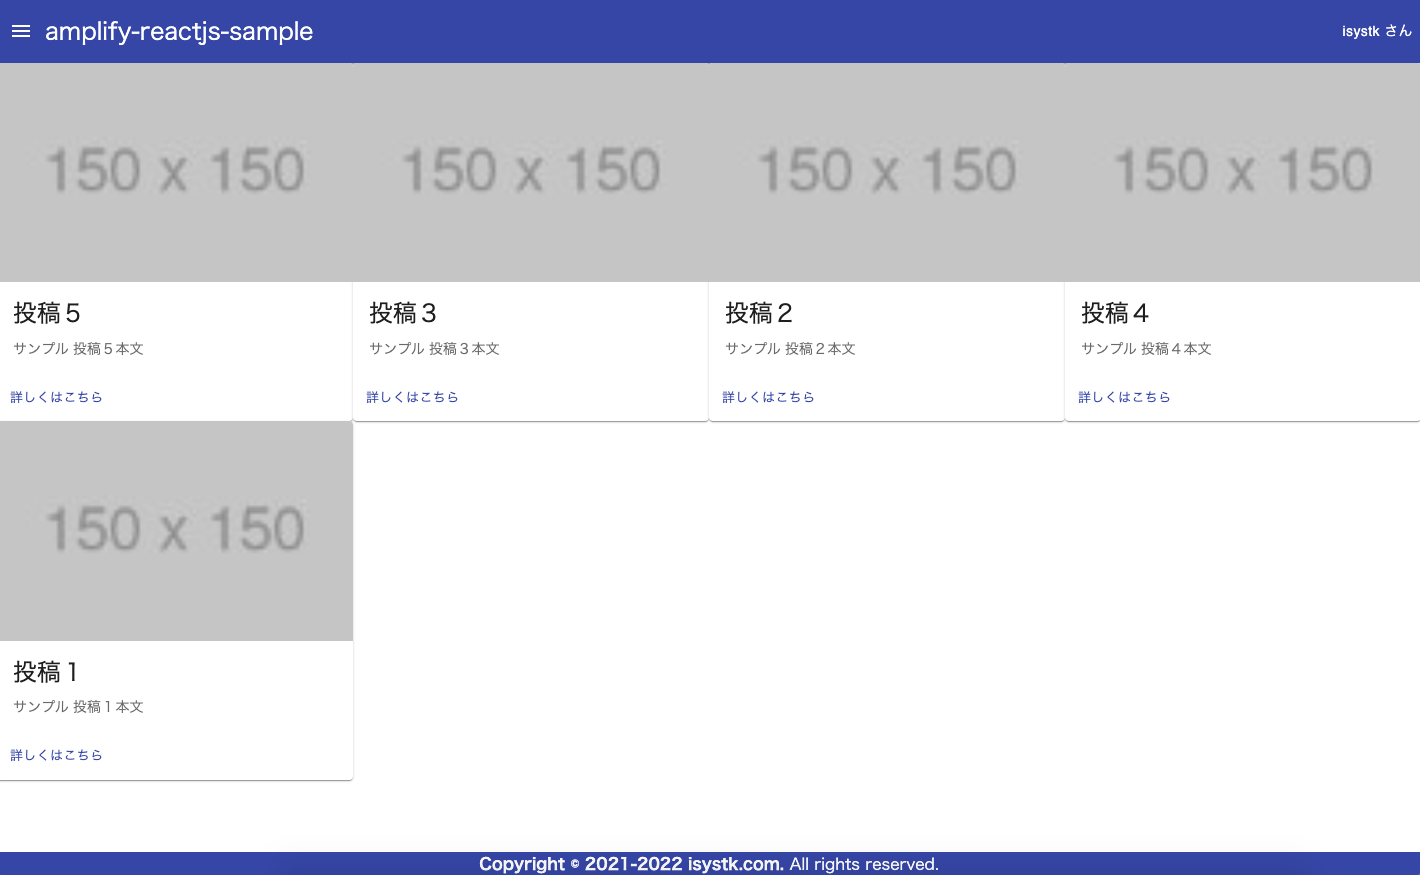 amplify-reactjs-sample
isystk さん
150 x 150
150 x 150
150 x 150
150 x 150
投稿５
サンプル 投稿５本文
詳しくはこちら
投稿３
サンプル 投稿３本文
詳しくはこちら
投稿２
サンプル 投稿２本文
詳しくはこちら
投稿４
サンプル 投稿４本文
詳しくはこちら
150 x 150
投稿１
サンプル 投稿１本文
詳しくはこちら
Copyright © 2021-2022 isystk.com. All rights reserved.